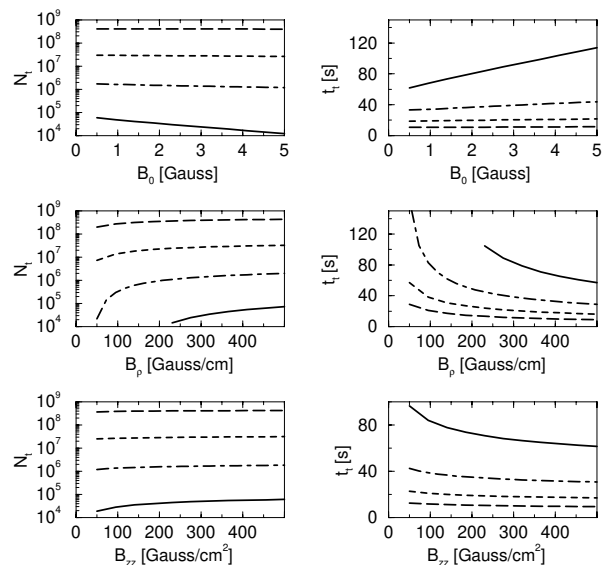 10^9
10^8
10^7
10^6
10^5
10^4
N_t
0 1 2 3 4 5
B_0 [Gauss]
120
80
40
0
t_t [s]
0 1 2 3 4 5
B_0 [Gauss]
10^9
10^8
10^7
10^6
10^5
10^4
N_t
0 100 200 300 400
B_ρ [Gauss/cm]
120
80
40
0
t_t [s]
0 100 200 300 400
B_ρ [Gauss/cm]
10^9
10^8
10^7
10^6
10^5
10^4
N_t
0 100 200 300 400
B_zz [Gauss/cm^2]
80
40
0
t_t [s]
0 100 200 300 400
B_zz [Gauss/cm^2]